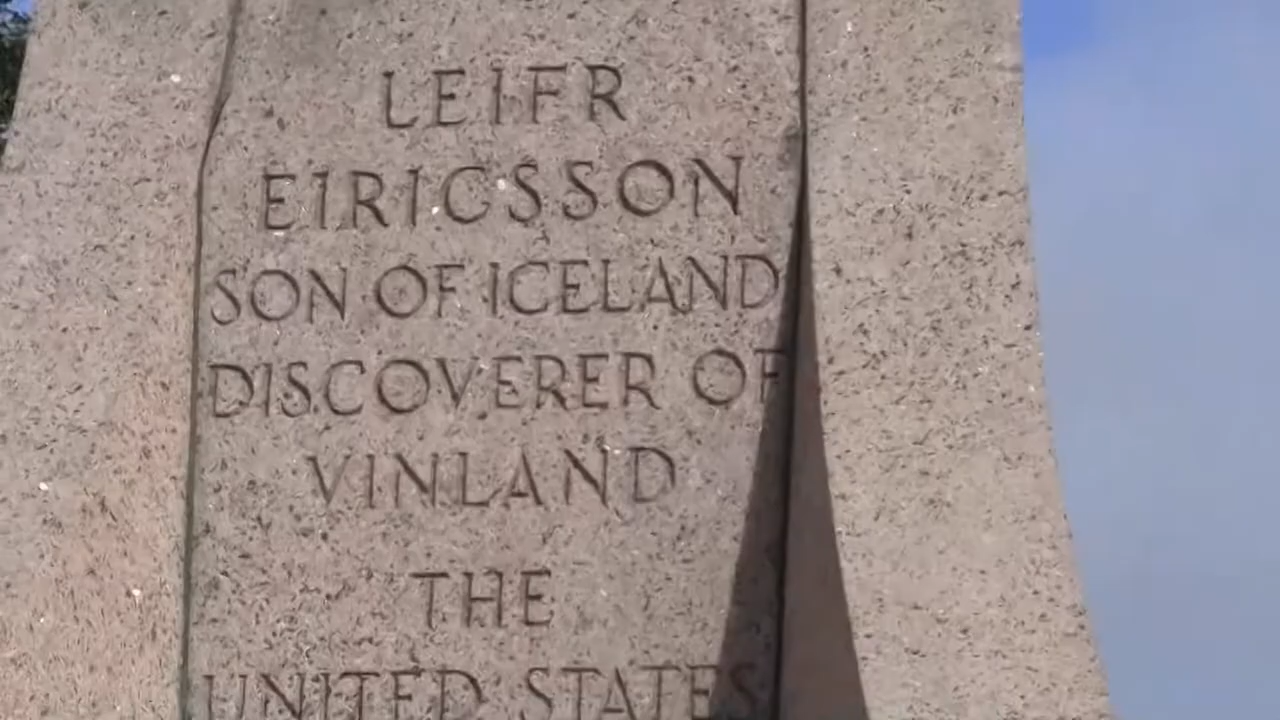 LEIFR
EIRICSSON
SON OF ICELAND
DISCOVERER OF
VINLAND
THE
UNITED STATES